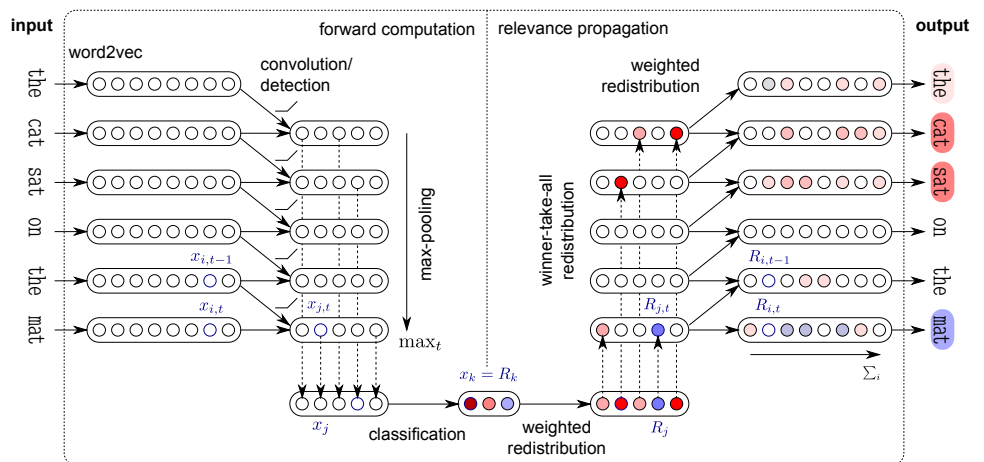 input
forward computation
relevance propagation
output
word2vec
convolution/
detection
weighted
redistribution
the
cat
sat
on
the
mat
x_{i,t−1}
x_{i,t}
x_{j,t}
max-pooling
max_t
winner-take-all
redistribution
R_{i,t−1}
R_{j,t}
R_{i,t}
the
cat
sat
on
the
mat
Σ_i
x_k = R_k
x_j
classification
weighted
redistribution
R_j